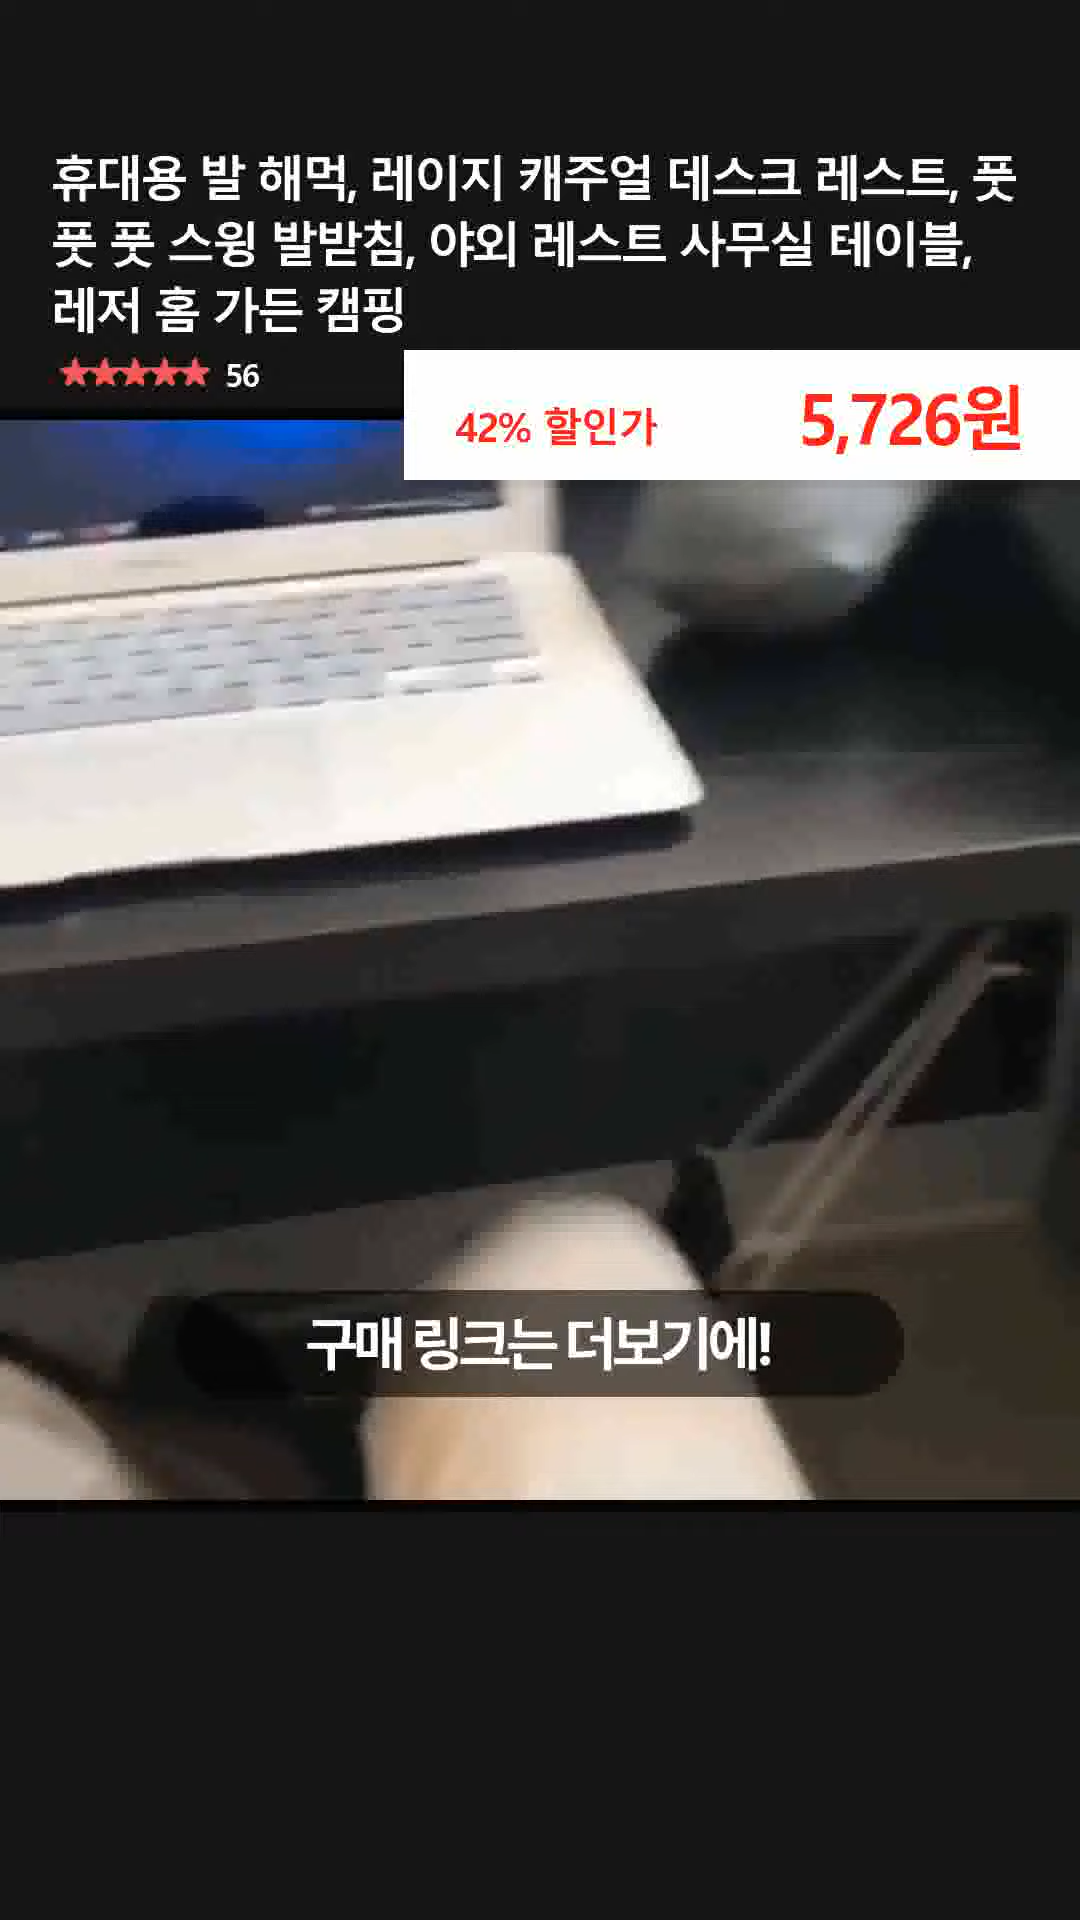 휴대용 발 해먹, 레이지 캐주얼 데스크 레스트, 풋
풋 풋 스윙 발받침, 야외 레스트 사무실 테이블,
레저 홈 가든 캠핑
★★★★★ 56
42% 할인가 5,726원
구매 링크는 더보기에!